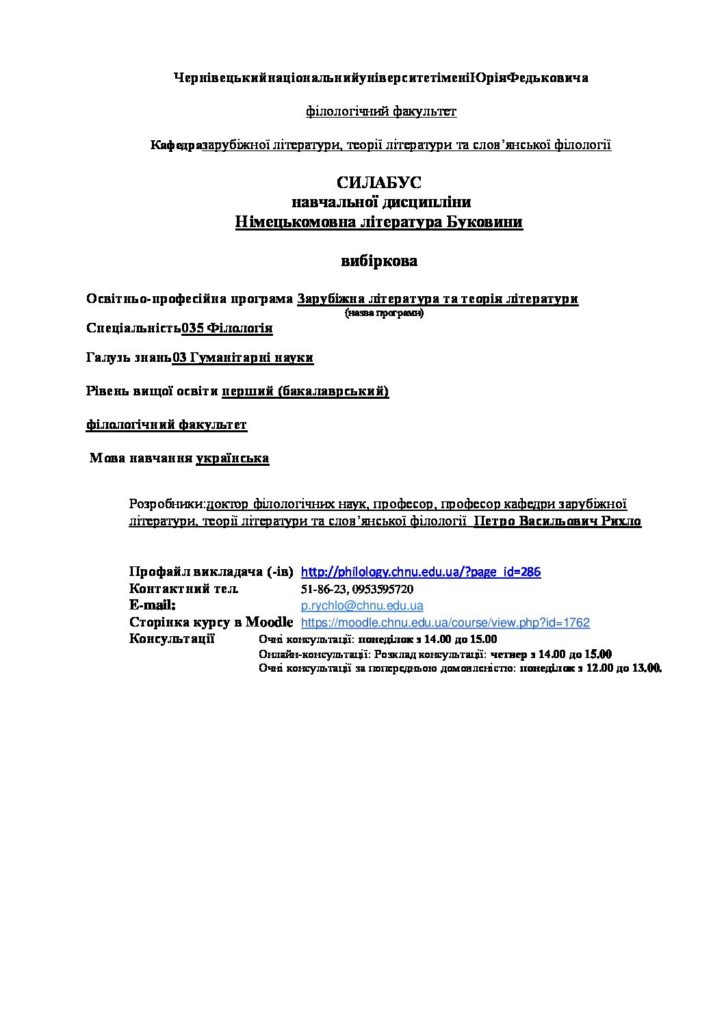 ЧернівецькийнаціональнийуніверситетіменіЮріяФедьковича
філологічний факультет
Кафедразарубіжної літератури, теорії літератури та слов’янської філології
СИЛАБУС
навчальної дисципліни
Німецькомовна література Буковини
вибіркова
Освітньо-професійна програма Зарубіжна література та теорія літератури
(назва програми)
Спеціальність035 Філологія
Галузь знань03 Гуманітарні науки
Рівень вищої освіти перший (бакалаврський)
філологічний факультет
Мова навчання українська
Розробники:доктор філологічних наук, професор, професор кафедри зарубіжної
літератури, теорії літератури та слов’янської філології Петро Васильович Рихло
Профайл викладача (-ів) http://philology.chnu.edu.ua/?page_id=286
Контактний тел. 51-86-23, 0953595720
E-mail: p.rychlo@chnu.edu.ua
Сторінка курсу в Moodle https://moodle.chnu.edu.ua/course/view.php?id=1762
Консультації Очні консультації: понеділок з 14.00 до 15.00
Онлайн-консультації: Розклад консультації: четвер з 14.00 до 15.00
Очні консультації за попередньою домовленістю: понеділок з 12.00 до 13.00.